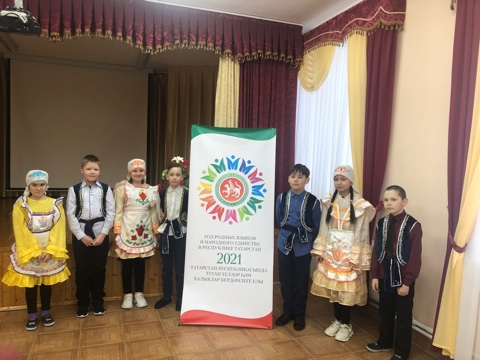 ГОД РОДНЫХ ЯЗЫКОВ
И НАРОДНОГО ЕДИНСТВА
В РЕСПУБЛИКЕ ТАТАРСТАН
2021
ТАТАРСТАН РЕСПУБЛИКАСЫНДА
ТУГАН ТЕЛЛӘР ҺӘМ
ХАЛЫКЛАР БЕРДӘМЛЕГЕ ЕЛЫ